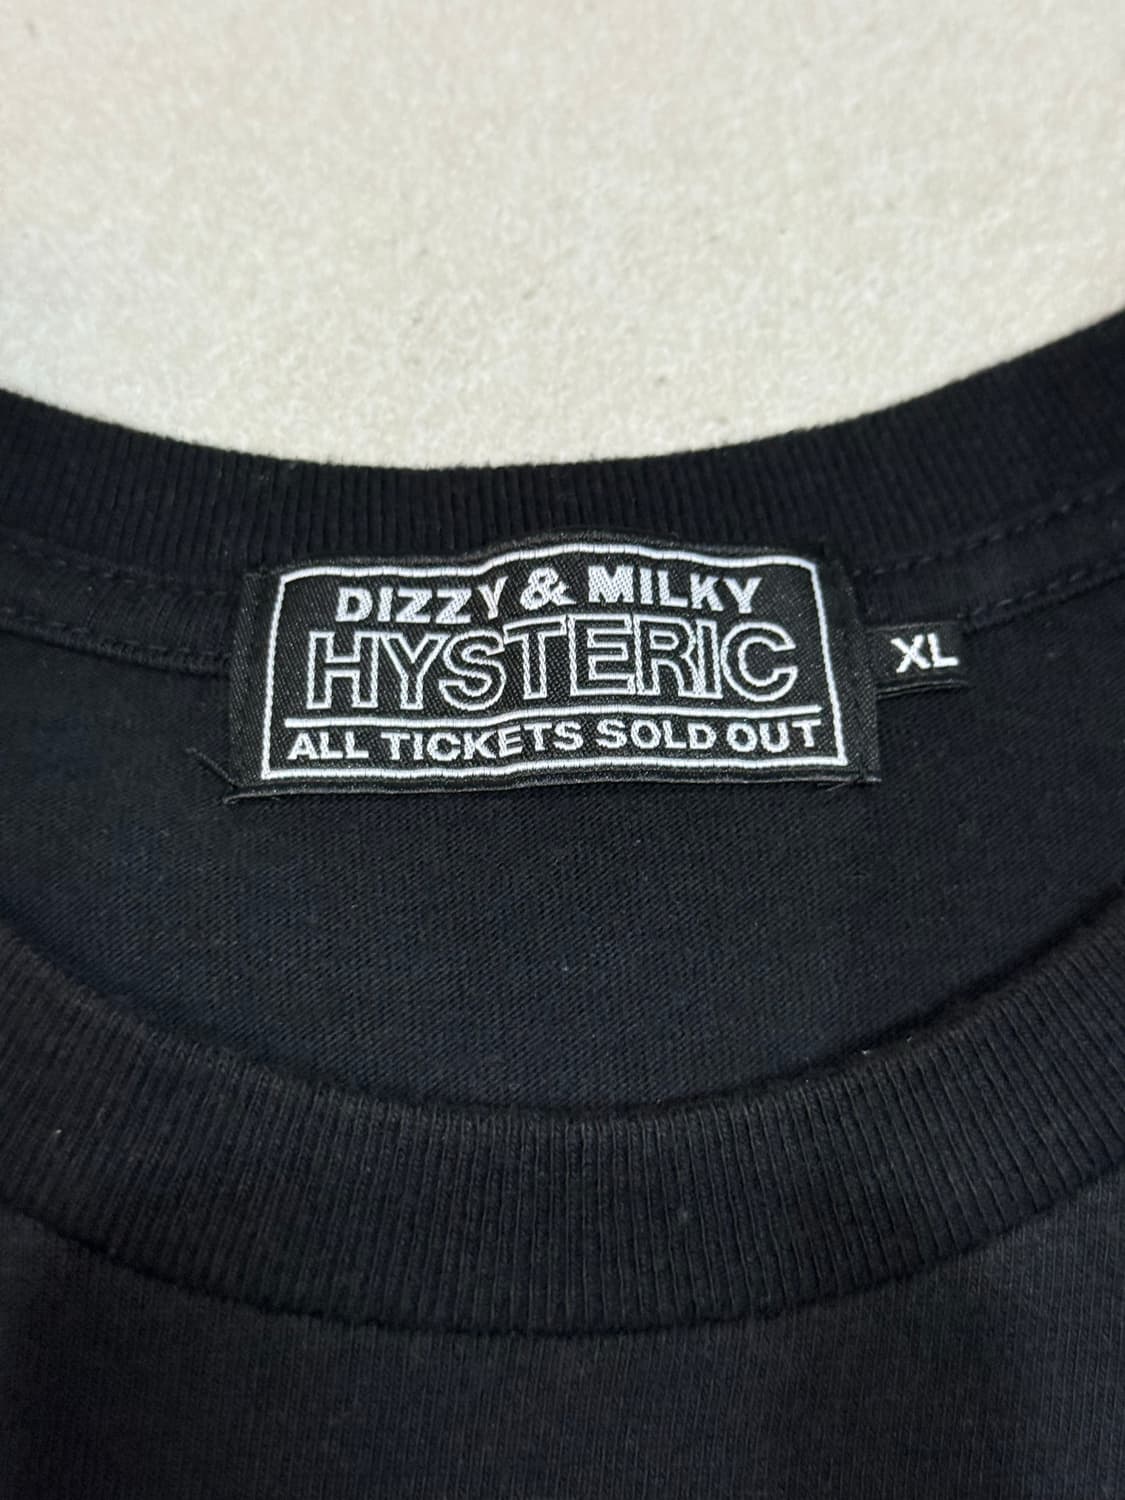 DIZZY & MILKY
HYSTERIC
ALL TICKETS SOLD OUT
XL